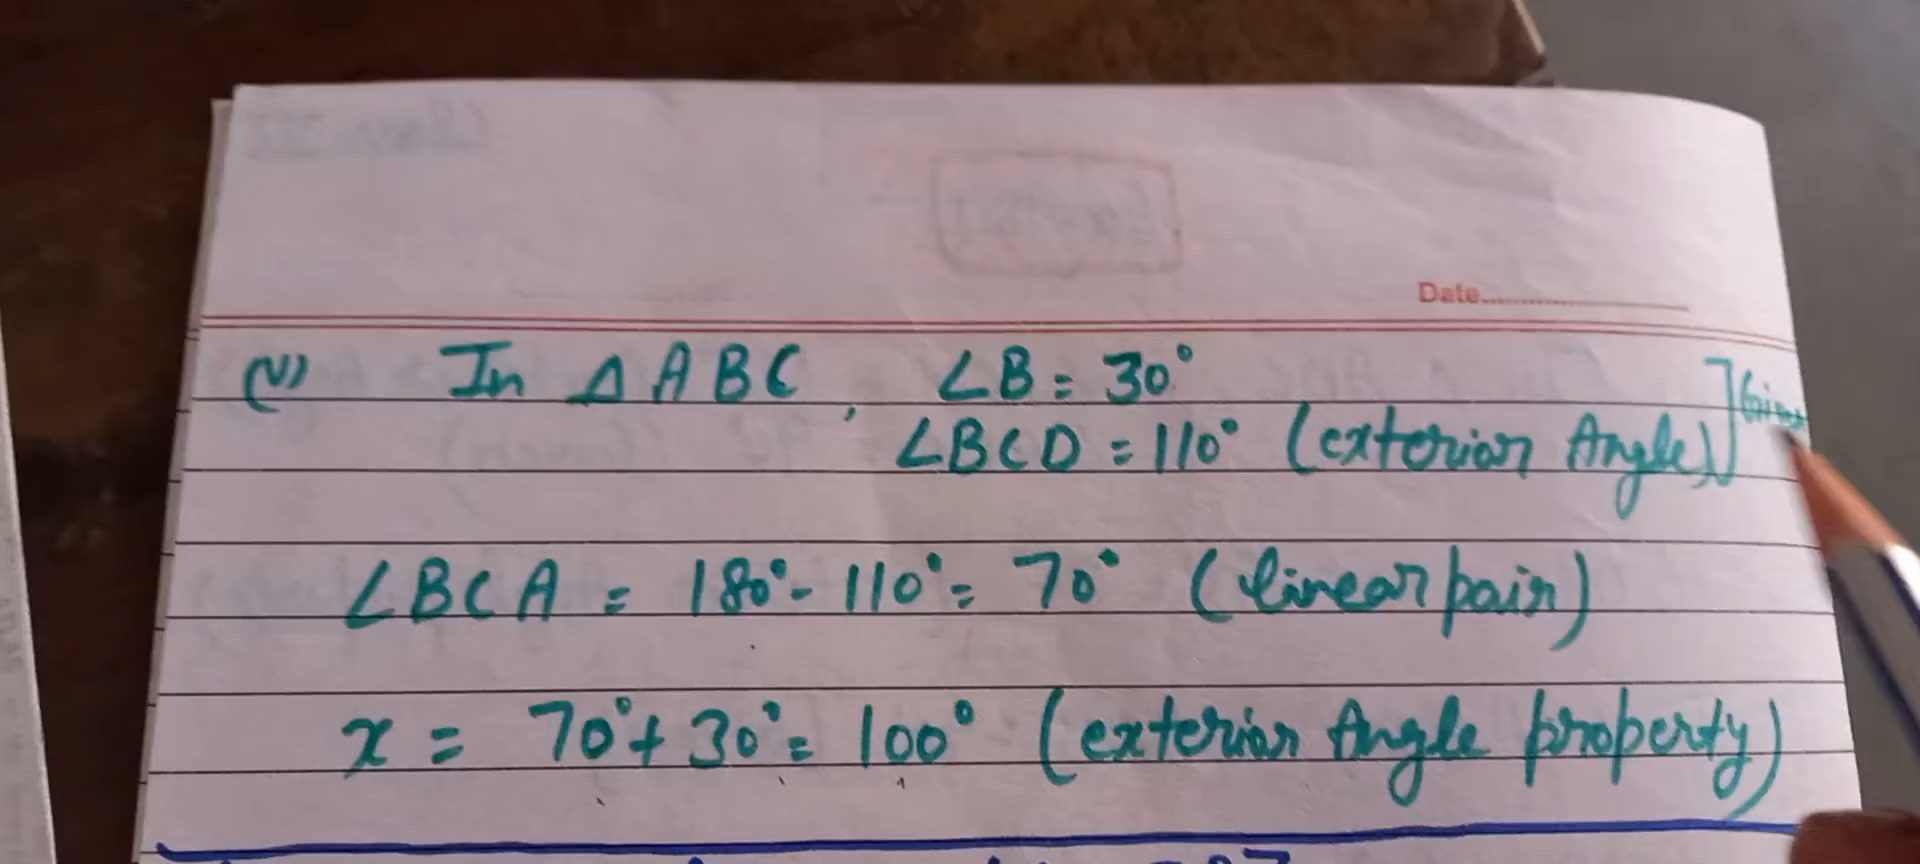 Date
(v) In Δ ABC, ∠B = 30°
∠BCD = 110° (exterior Angle) ] Given
∠BCA = 180° - 110° = 70° (linear pair)
x = 70° + 30° = 100° (exterior Angle property)